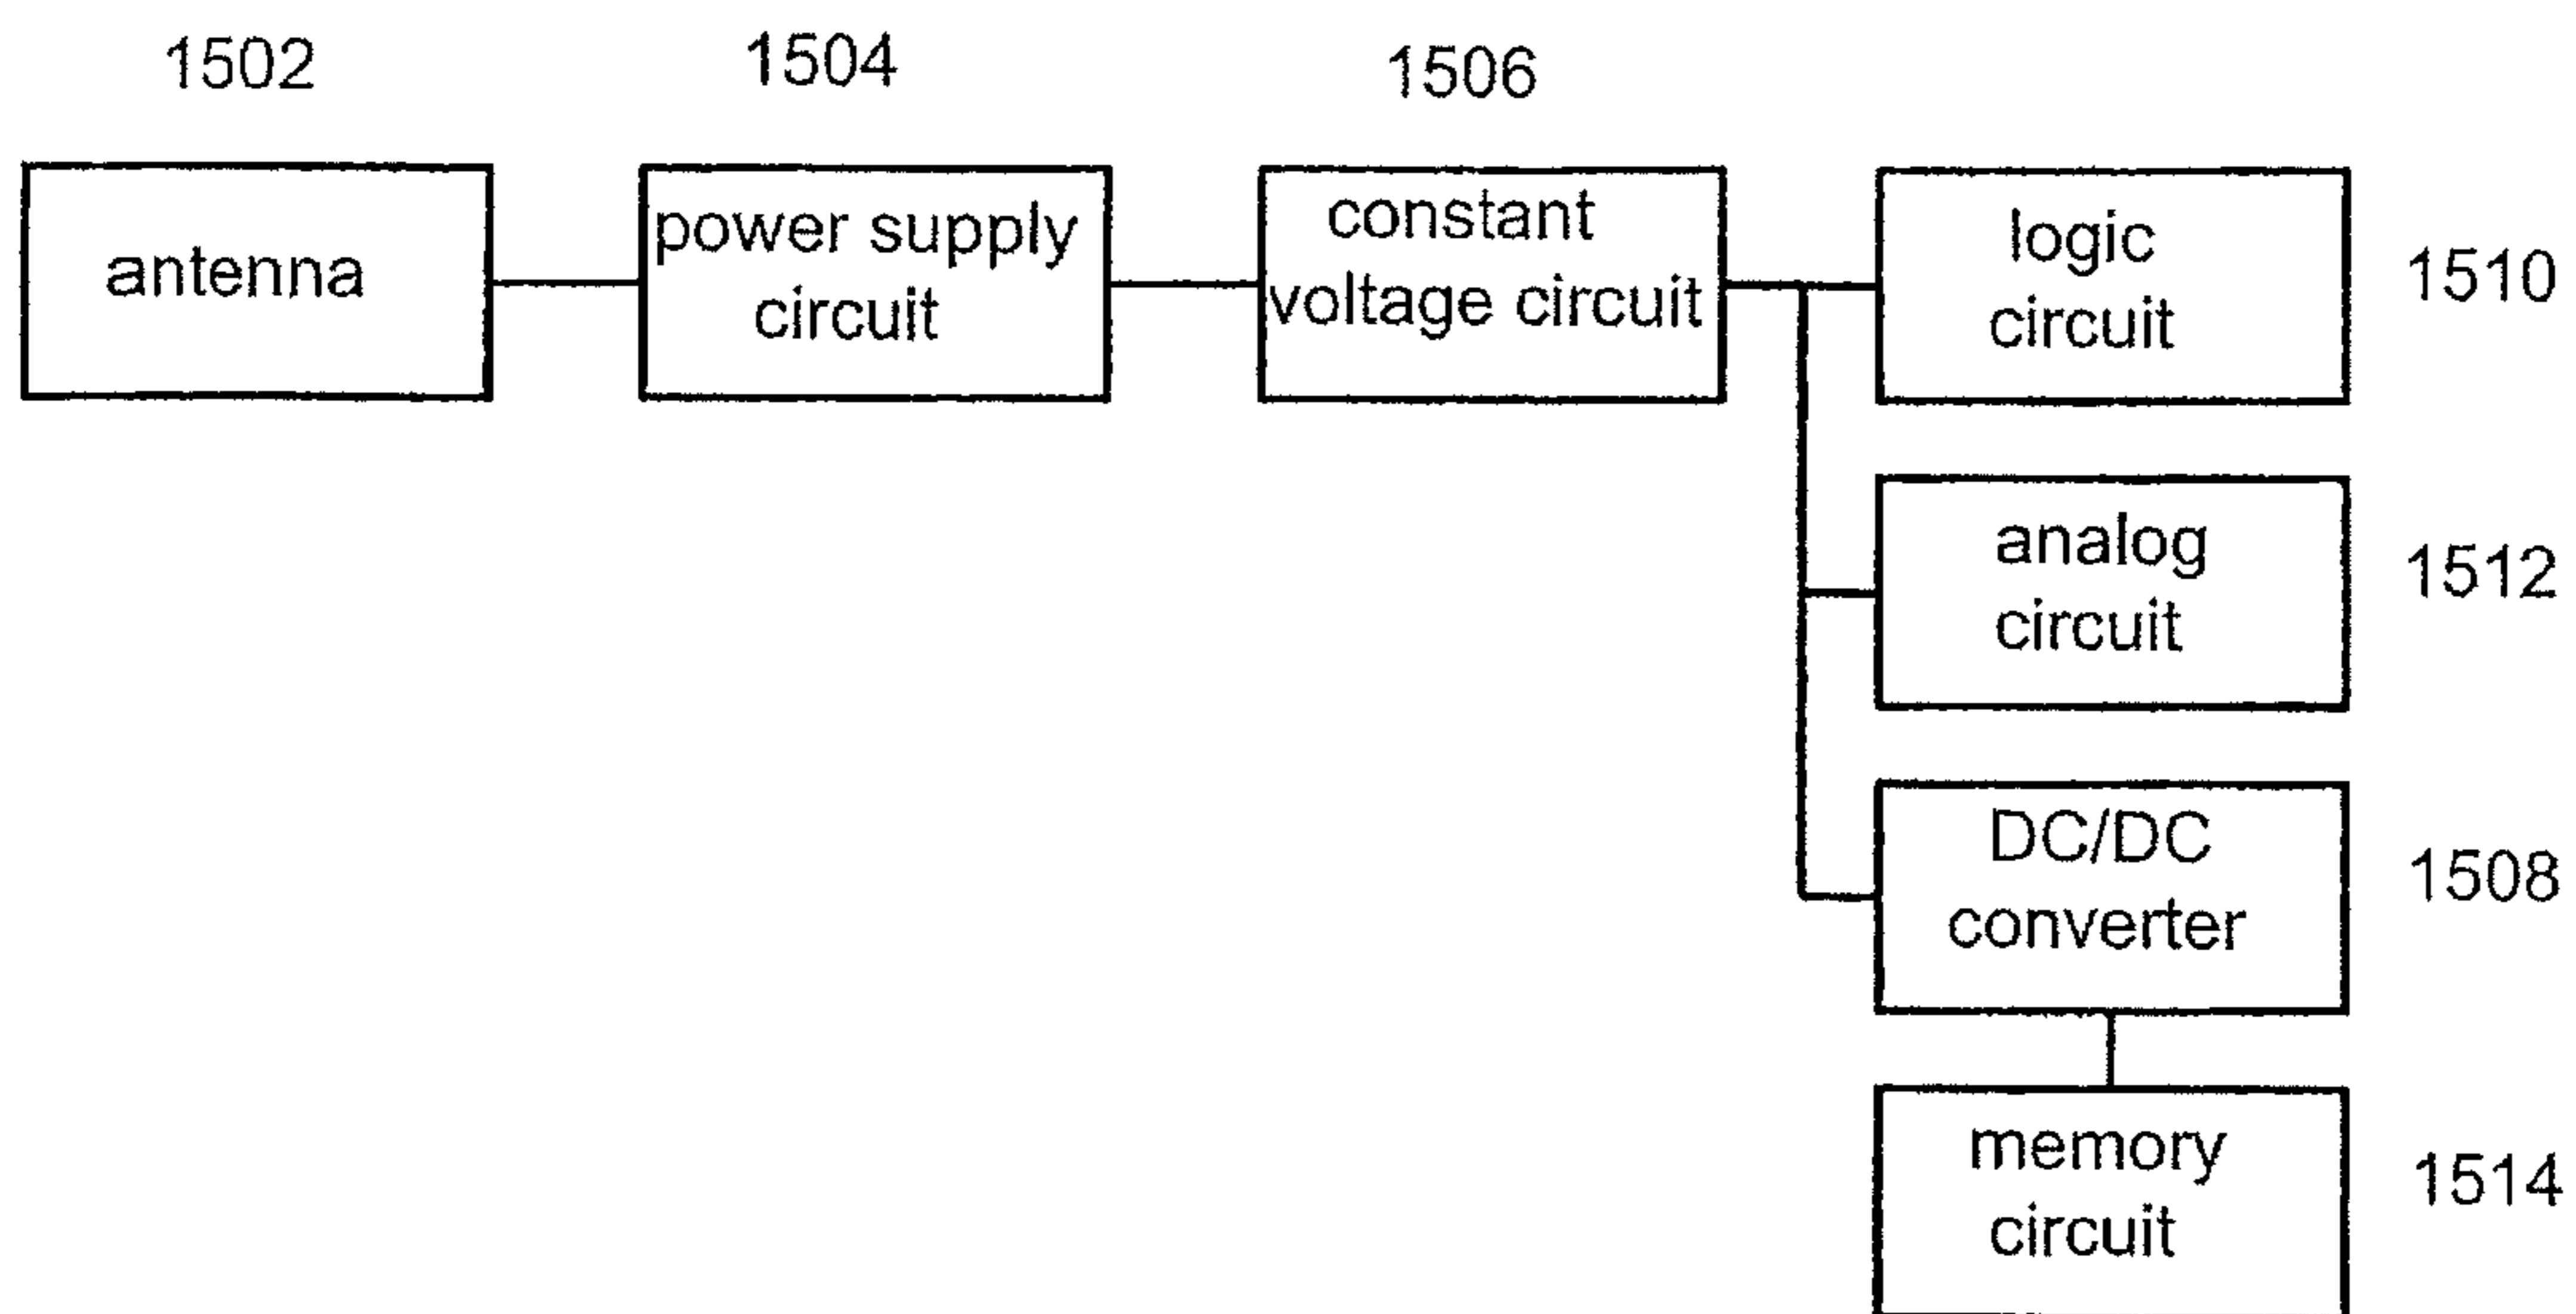 1502
1504
1506
antenna
power supply
circuit
constant
voltage circuit
logic
circuit
1510
analog
circuit
1512
DC/DC
converter
1508
memory
circuit
1514